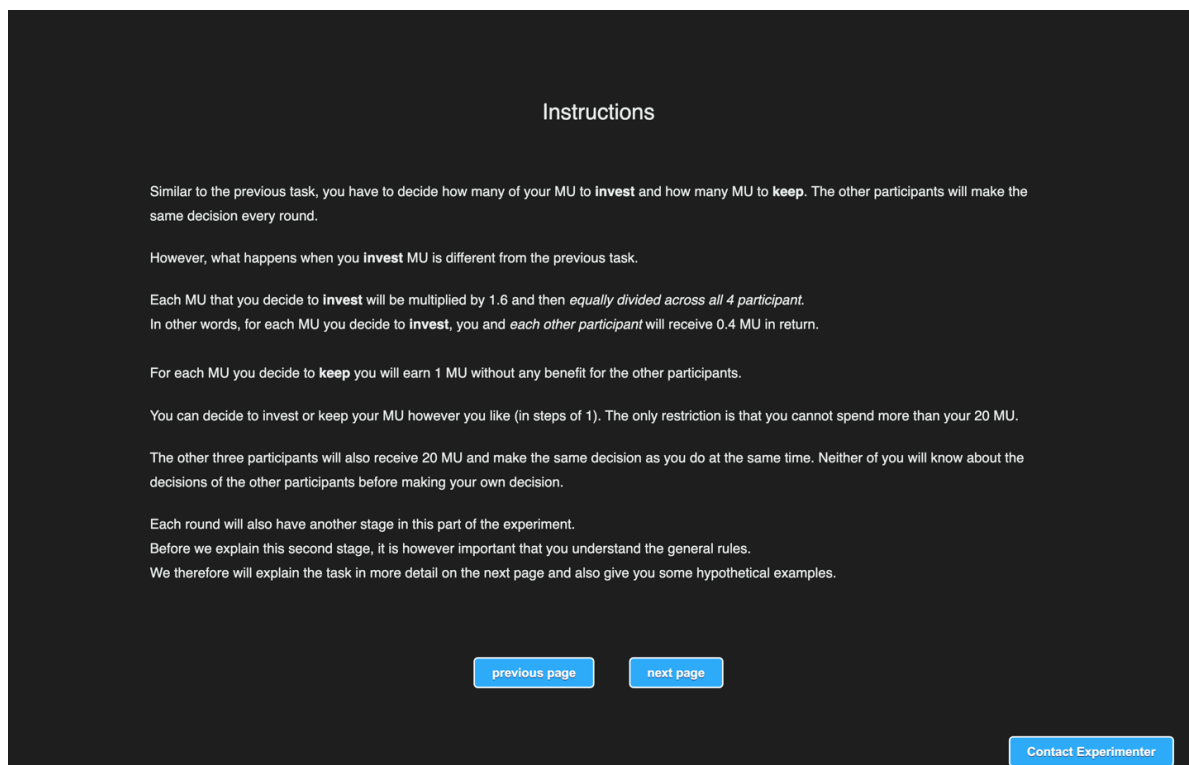 Instructions
Similar to the previous task, you have to decide how many of your MU to invest and how many MU to keep. The other participants will make the
same decision every round.
However, what happens when you invest MU is different from the previous task.
Each MU that you decide to invest will be multiplied by 1.6 and then equally divided across all 4 participant.
In other words, for each MU you decide to invest, you and each other participant will receive 0.4 MU in return.
For each MU you decide to keep you will earn 1 MU without any benefit for the other participants.
You can decide to invest or keep your MU however you like (in steps of 1). The only restriction is that you cannot spend more than your 20 MU.
The other three participants will also receive 20 MU and make the same decision as you do at the same time. Neither of you will know about the
decisions of the other participants before making your own decision.
Each round will also have another stage in this part of the experiment.
Before we explain this second stage, it is however important that you understand the general rules.
We therefore will explain the task in more detail on the next page and also give you some hypothetical examples.
previous page
next page
Contact Experimenter